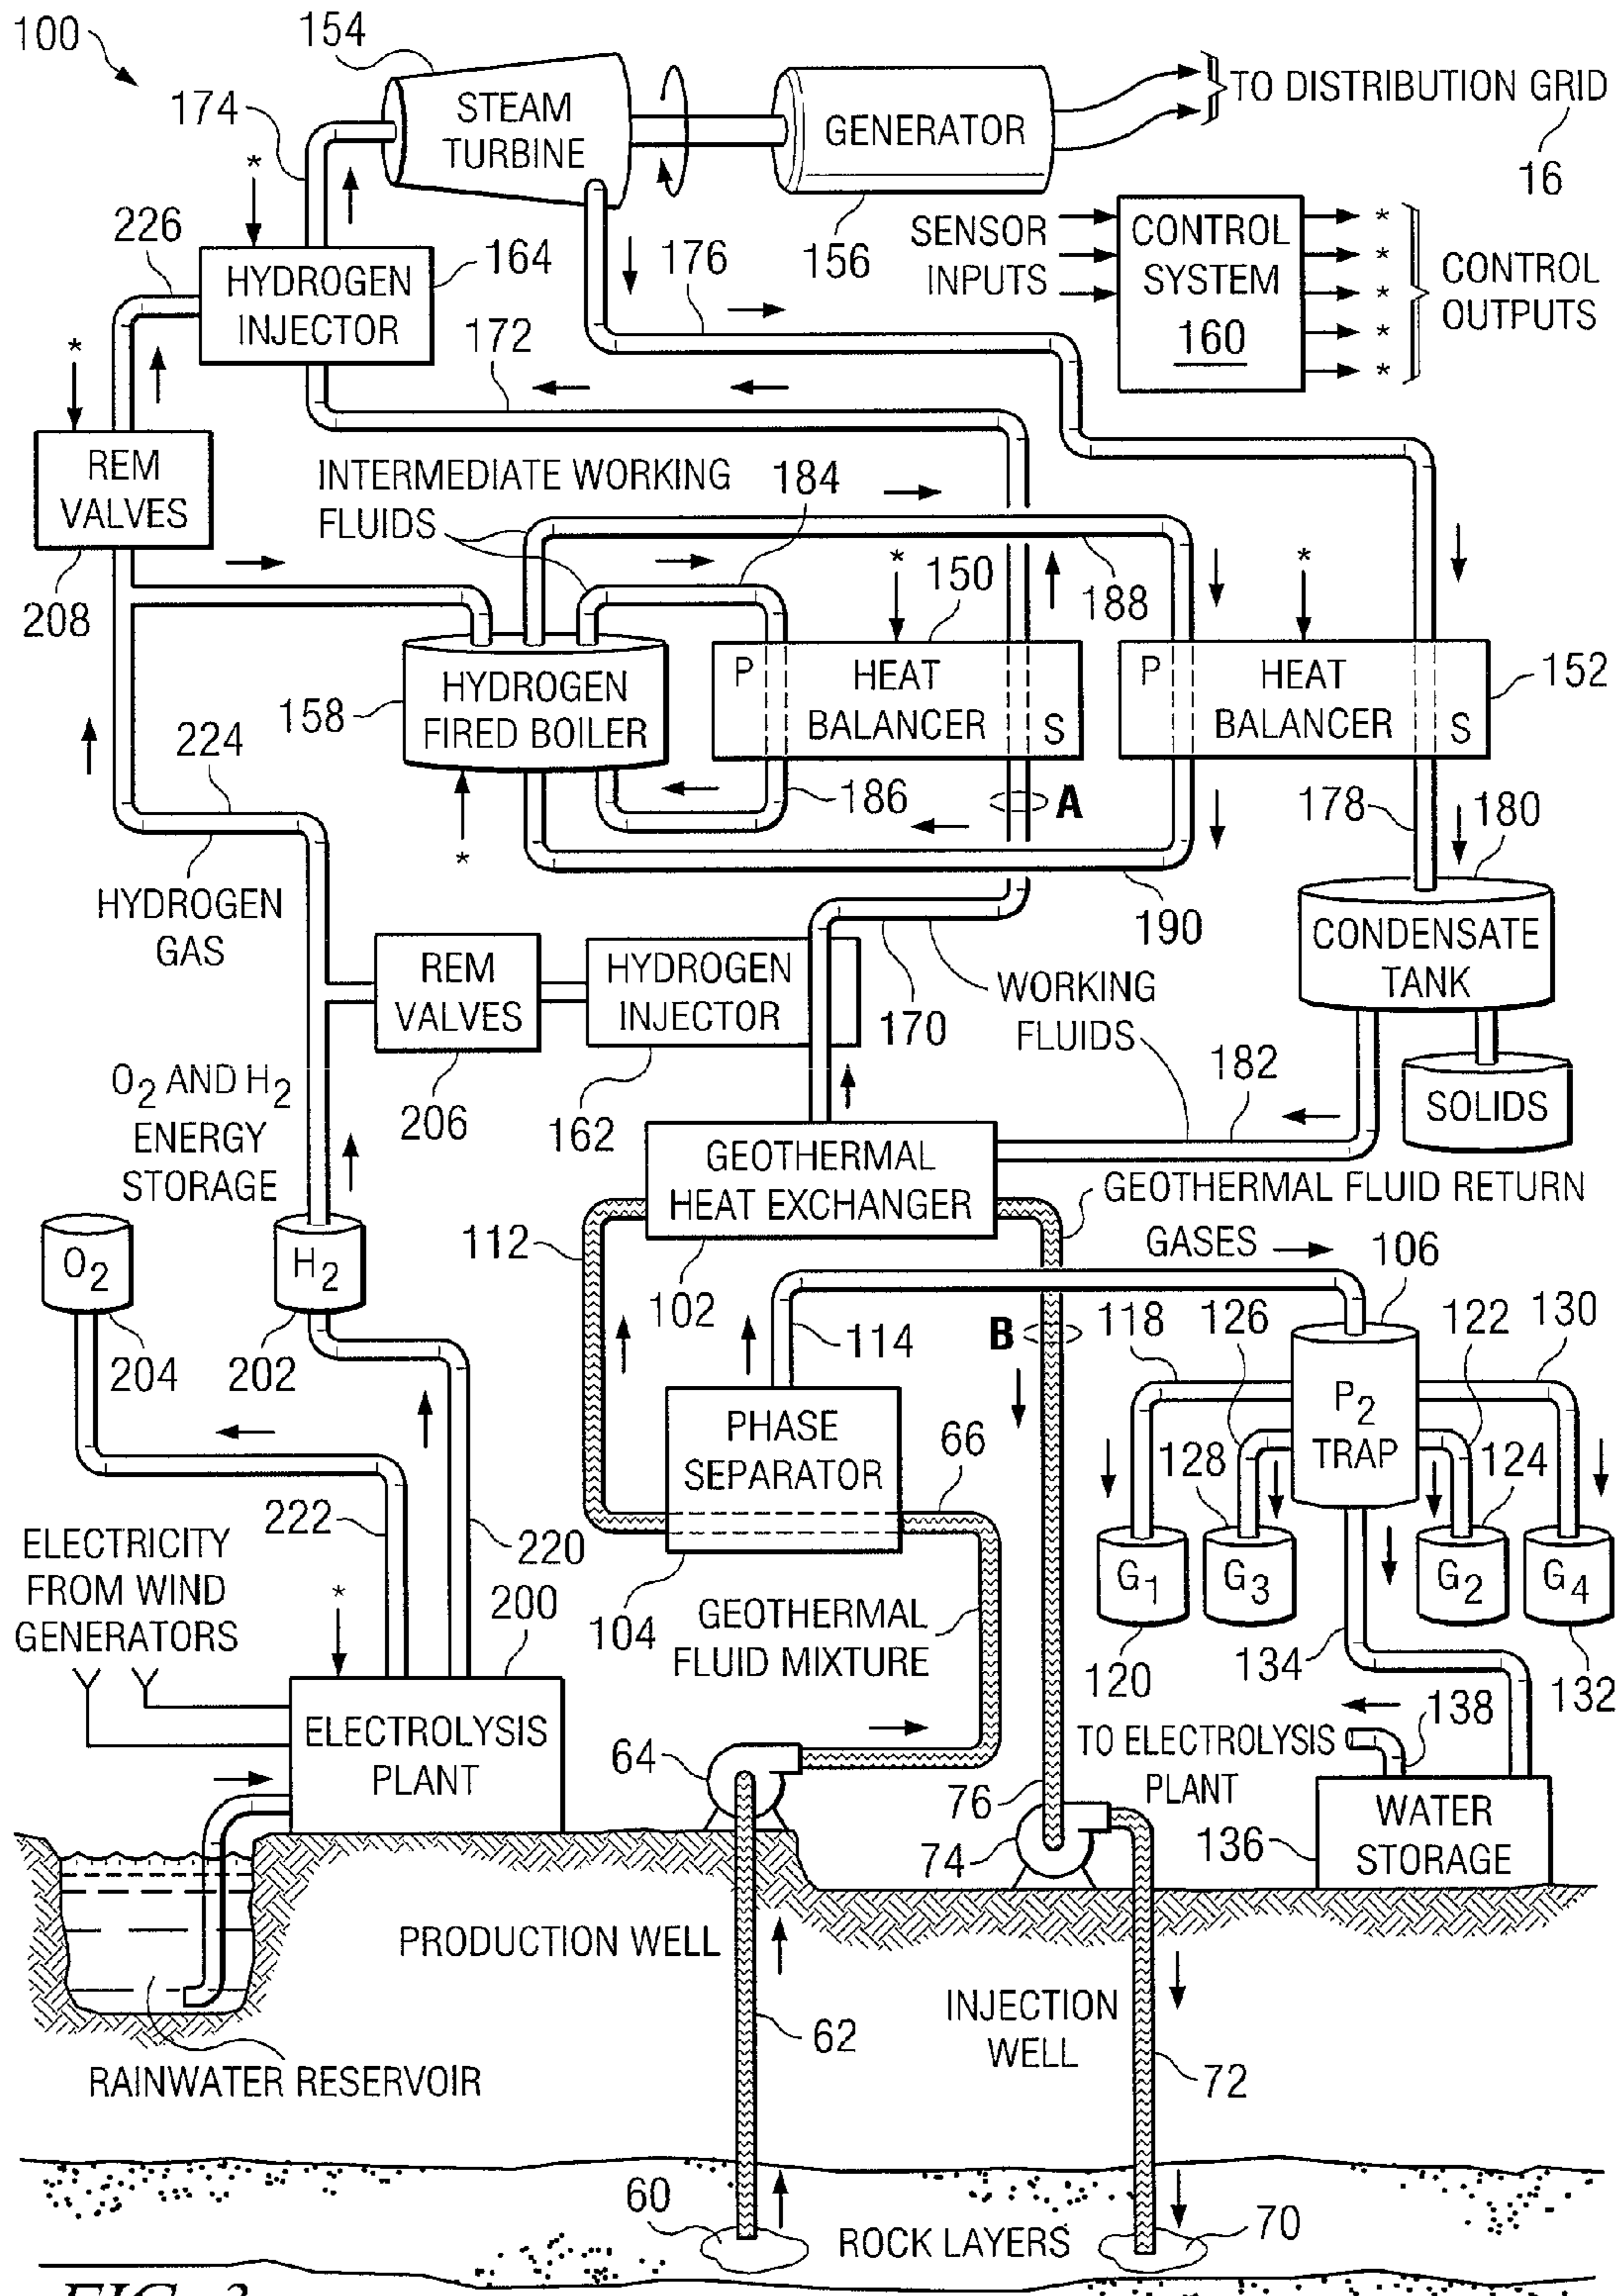 100
154
174
STEAM
TURBINE
GENERATOR
TO DISTRIBUTION GRID
16
*
226
HYDROGEN
INJECTOR
164
176
156
SENSOR
INPUTS
CONTROL
SYSTEM
160
*
*
*
*
*
CONTROL
OUTPUTS
172
*
REM
VALVES
208
INTERMEDIATE WORKING
FLUIDS
184
*
150
188
*
HYDROGEN
FIRED BOILER
158
P
HEAT
BALANCER
S
P
HEAT
BALANCER
S
152
224
186
A
178
180
*
HYDROGEN
GAS
190
CONDENSATE
TANK
REM
VALVES
206
HYDROGEN
INJECTOR
162
170
WORKING
FLUIDS
182
SOLIDS
O2 AND H2
ENERGY
STORAGE
GEOTHERMAL
HEAT EXCHANGER
102
GEOTHERMAL FLUID RETURN
112
GASES
106
O2
204
H2
202
114
B
118
126
122
130
PHASE
SEPARATOR
104
66
P2
TRAP
128
124
222
220
ELECTRICITY
FROM WIND
GENERATORS
*
200
G1
G3
G2
G4
GEOTHERMAL
FLUID MIXTURE
120
134
132
138
ELECTROLYSIS
PLANT
64
76
74
TO ELECTROLYSIS
PLANT
WATER
STORAGE
136
PRODUCTION WELL
INJECTION
WELL
62
72
RAINWATER RESERVOIR
60
ROCK LAYERS
70